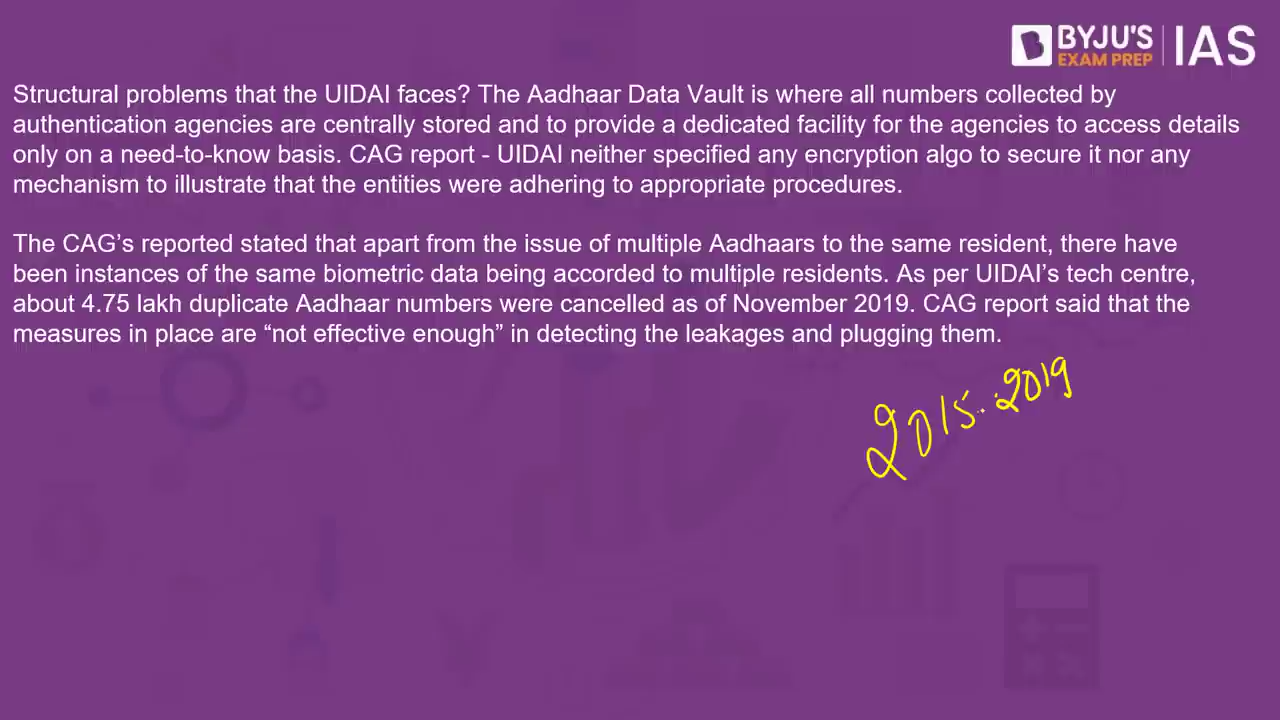 BYJU'S IAS
EXAM PREP
Structural problems that the UIDAI faces? The Aadhaar Data Vault is where all numbers collected by
authentication agencies are centrally stored and to provide a dedicated facility for the agencies to access details
only on a need-to-know basis. CAG report - UIDAI neither specified any encryption algo to secure it nor any
mechanism to illustrate that the entities were adhering to appropriate procedures.
The CAG’s reported stated that apart from the issue of multiple Aadhaars to the same resident, there have
been instances of the same biometric data being accorded to multiple residents. As per UIDAI’s tech centre,
about 4.75 lakh duplicate Aadhaar numbers were cancelled as of November 2019. CAG report said that the
measures in place are “not effective enough” in detecting the leakages and plugging them.
2015-2019